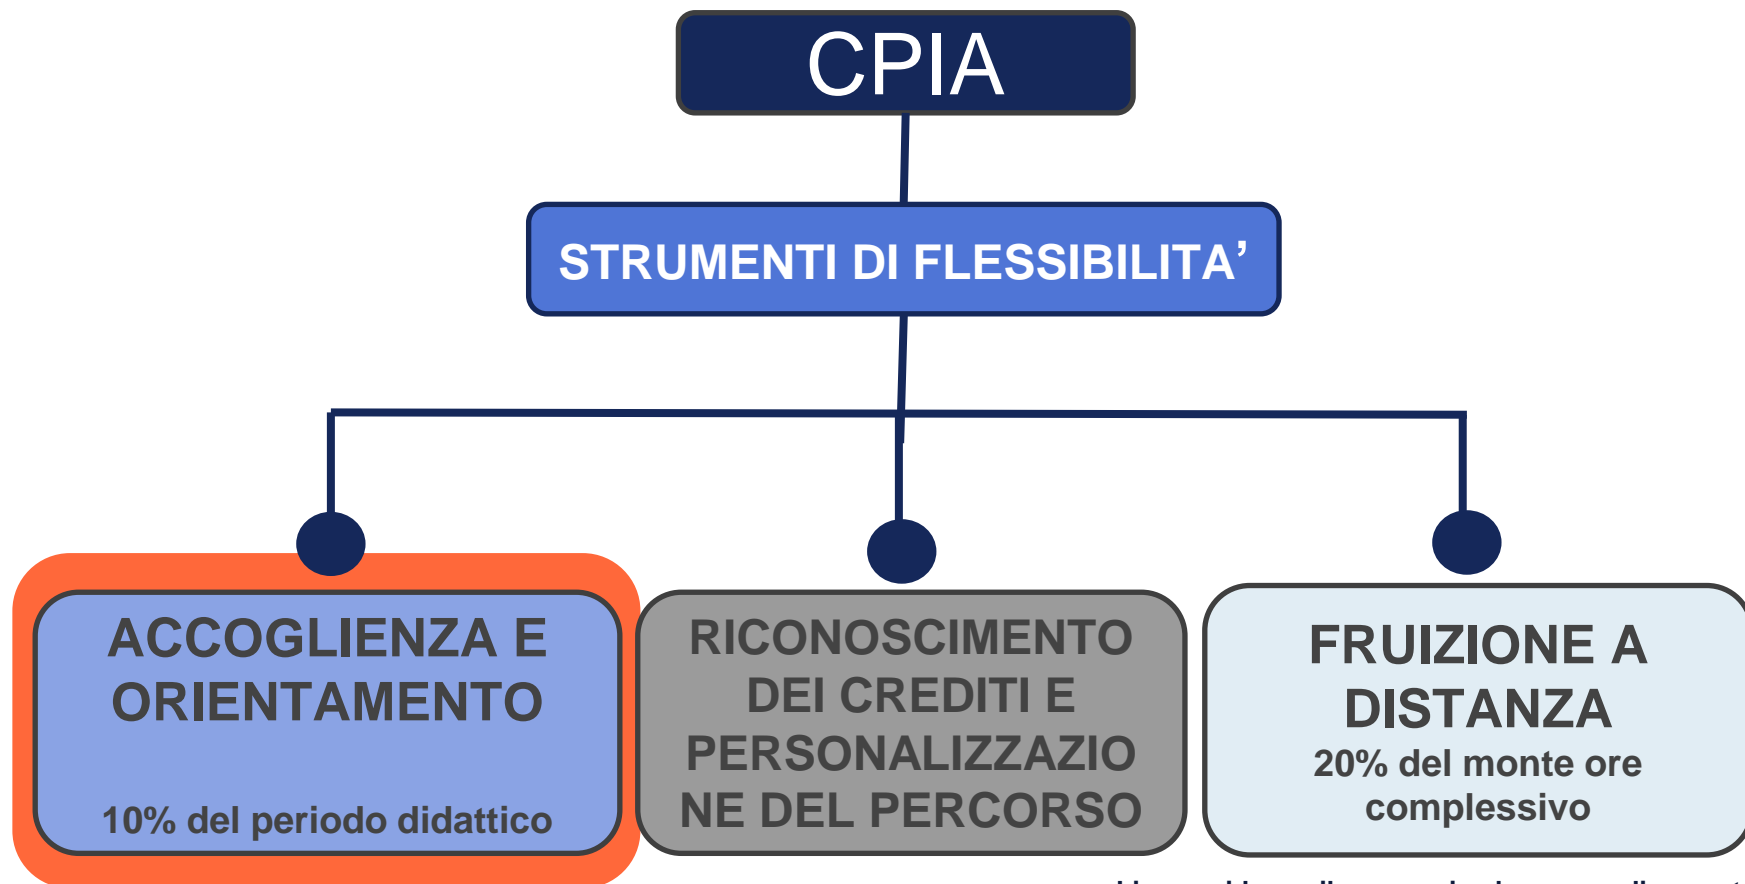 CPIA
STRUMENTI DI FLESSIBILITA’
ACCOGLIENZA E
ORIENTAMENTO
10% del periodo didattico
RICONOSCIMENTO
DEI CREDITI E
PERSONALIZZAZIO
NE DEL PERCORSO
FRUIZIONE A
DISTANZA
20% del monte ore
complessivo